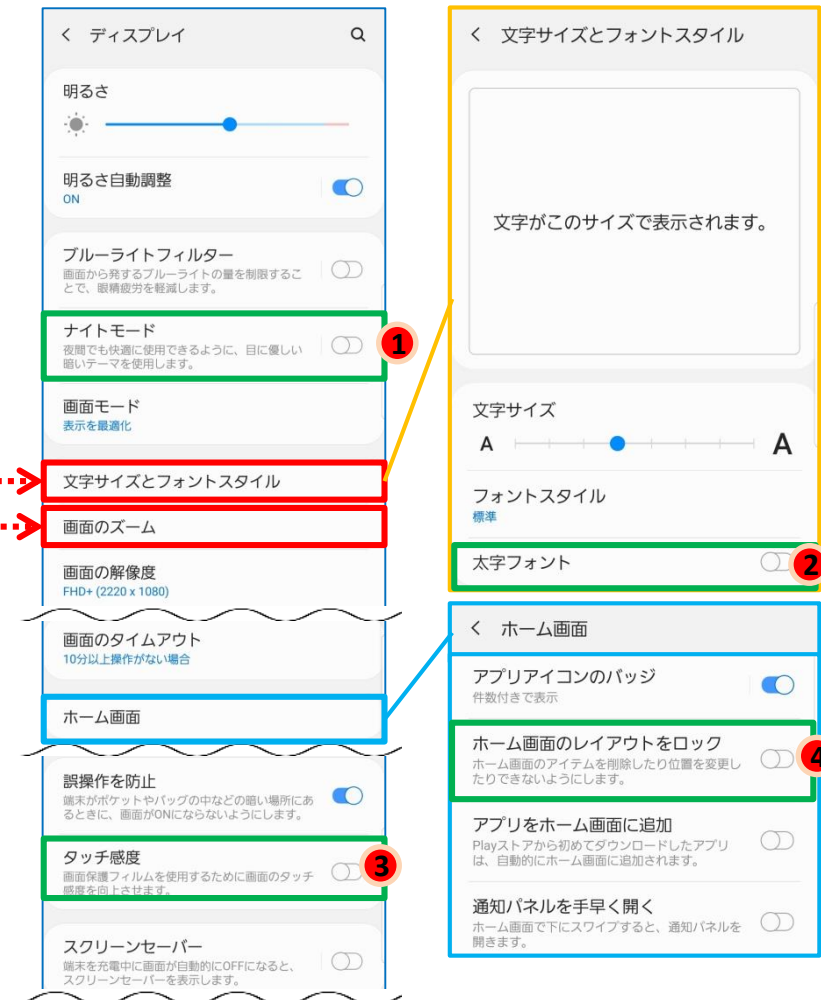 ディスプレイ
明るさ
明るさ自動調整
ON
ブルーライトフィルター
画面から発するブルーライトの量を制限するこ
とで、眼精疲労を軽減します。
ナイトモード
夜間でも快適に使用できるように、目に優しい
暗いテーマを使用します。
1
画面モード
表示を最適化
文字サイズとフォントスタイル
画面のズーム
画面の解像度
FHD+ (2220 x 1080)
画面のタイムアウト
10分以上操作がない場合
ホーム画面
誤操作を防止
端末がポケットやバッグの中などの暗い場所にあ
るときに、画面がONにならないようにします。
タッチ感度
画面保護フィルムを使用するために画面のタッチ
感度を向上させます。
3
スクリーンセーバー
端末を充電中に画面が自動的にOFFになると、
スクリーンセーバーを表示します。
文字サイズとフォントスタイル
文字がこのサイズで表示されます。
文字サイズ
A A
フォントスタイル
標準
太字フォント
2
ホーム画面
アプリアイコンのバッジ
件数付きで表示
ホーム画面のレイアウトをロック
ホーム画面のアイテムを削除したり位置を変更し
たりできないようにします。
4
アプリをホーム画面に追加
Playストアから初めてダウンロードしたアプリ
は、自動的にホーム画面に追加されます。
通知パネルを手早く開く
ホーム画面で下にスワイプすると、通知パネルを
開きます。